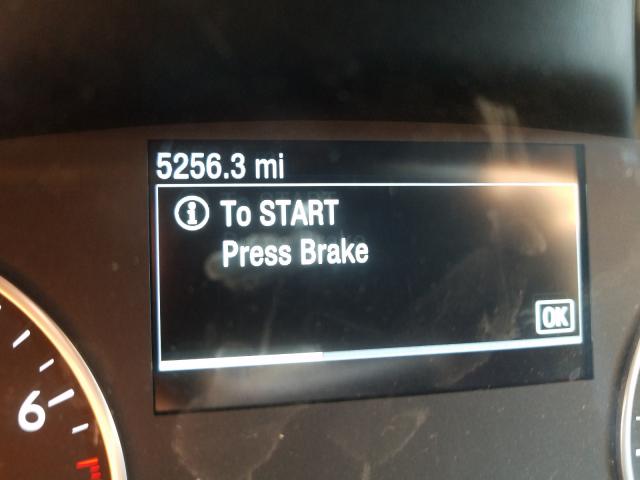 5256.3 mi
i To START
Press Brake
OK
6